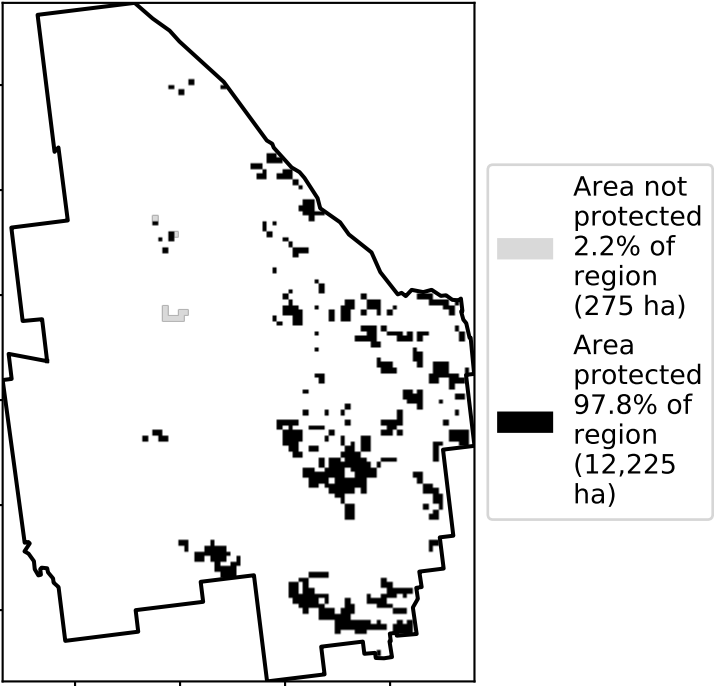 Area not
protected
2.2% of
region
(275 ha)
Area
protected
97.8% of
region
(12,225
ha)